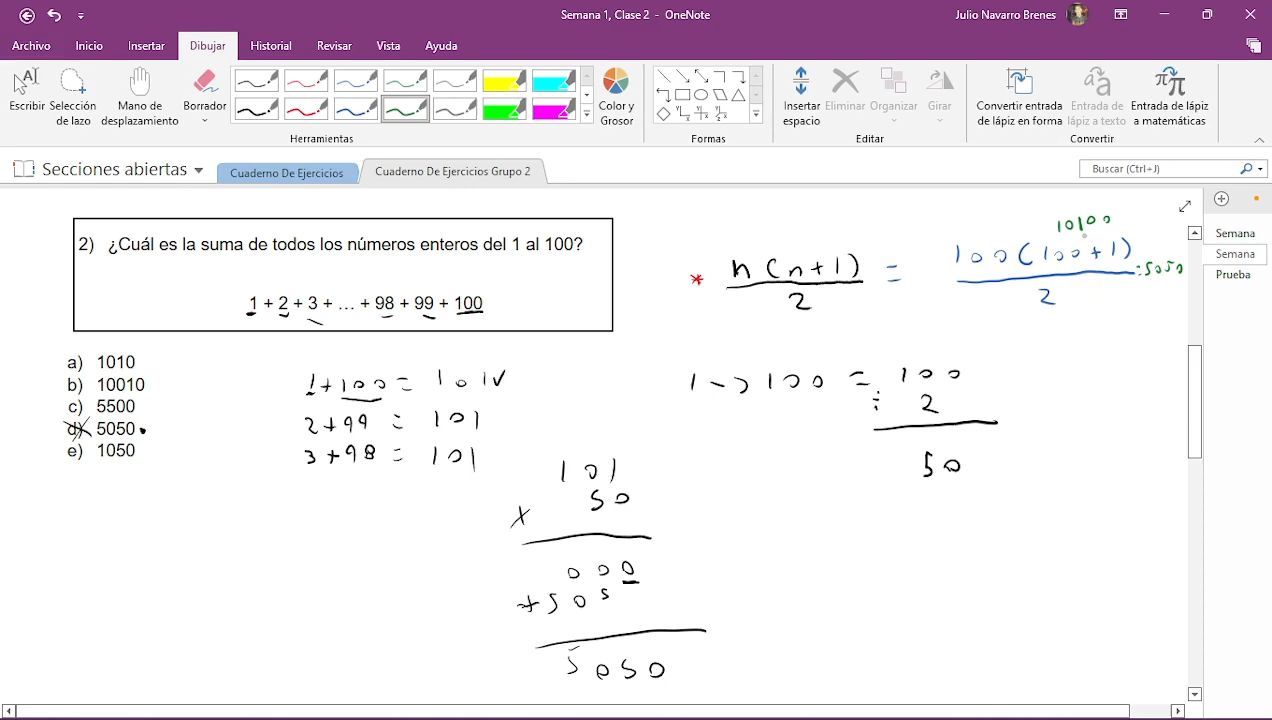 Semana 1, Clase 2 - OneNote
Julio Navarro Brenes
Archivo Inicio Insertar Dibujar Historial Revisar Vista Ayuda
Escribir
Selección de lazo
Mano de desplazamiento
Borrador
Color y Grosor
Insertar espacio
Eliminar
Organizar
Girar
Convertir entrada de lápiz en forma
Entrada de lápiz a texto
Entrada de lápiz a matemáticas
Herramientas
Formas
Editar
Convertir
Secciones abiertas
Cuaderno De Ejercicios
Cuaderno De Ejercicios Grupo 2
Buscar (Ctrl+J)
Semana
Semana
Prueba
2) ¿Cuál es la suma de todos los números enteros del 1 al 100?
1 + 2 + 3 + … + 98 + 99 + 100
a) 1010
b) 10010
c) 5500
d) 5050
e) 1050
1+100 = 101 ✓
2+99 = 101
3+98 = 101
101
x 50
000
+505
5050
* n(n+1)
2
=
10100
100(100+1)
2
=5050
1->100 = 100
÷ 2
50